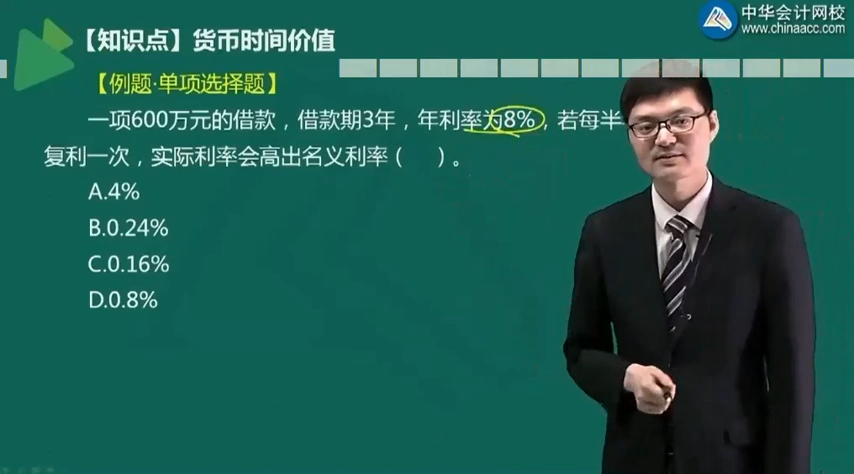 中华会计网校
www.chinaacc.com
【知识点】货币时间价值
【例题·单项选择题】
一项600万元的借款，借款期3年，年利率为8%，若每半
复利一次，实际利率会高出名义利率（　）。
A.4%
B.0.24%
C.0.16%
D.0.8%